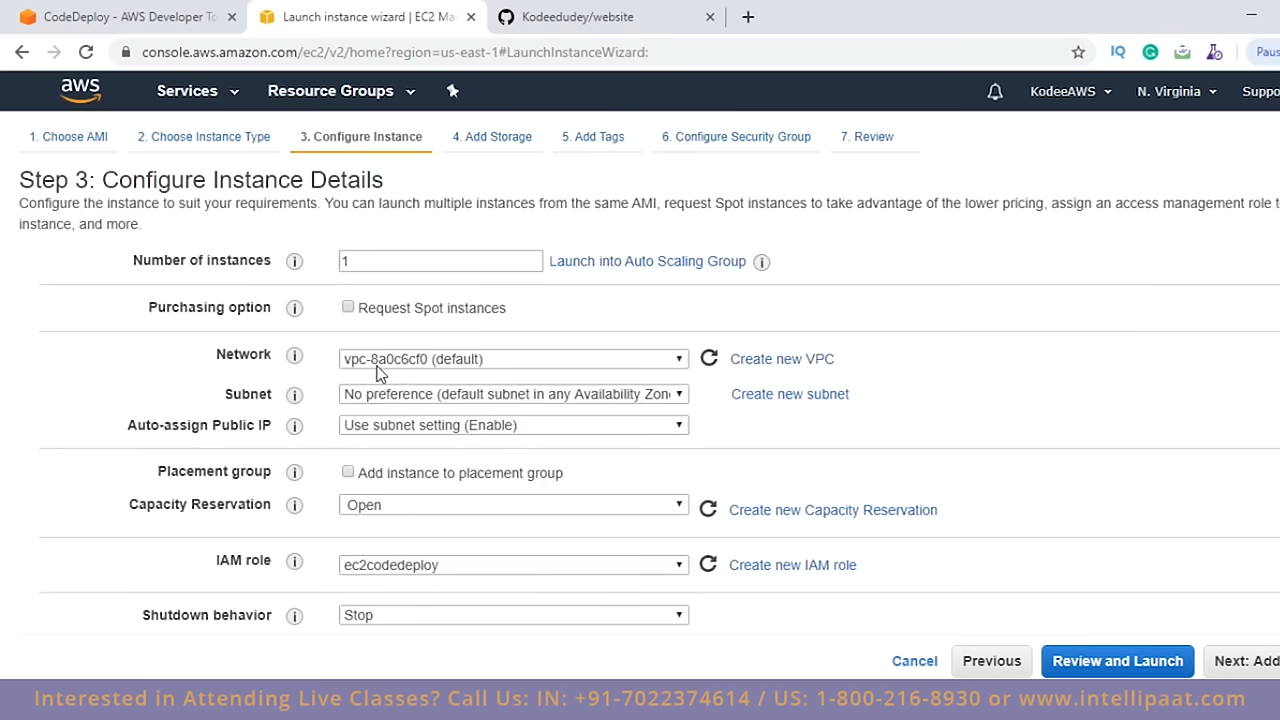 CodeDeploy - AWS Developer To
Launch instance wizard | EC2 Ma
Kodeedudey/website
console.aws.amazon.com/ec2/v2/home?region=us-east-1#LaunchInstanceWizard:
IQ
Paus
aws
Services
Resource Groups
KodeeAWS
N. Virginia
Suppo
1. Choose AMI
2. Choose Instance Type
3. Configure Instance
4. Add Storage
5. Add Tags
6. Configure Security Group
7. Review
Step 3: Configure Instance Details
Configure the instance to suit your requirements. You can launch multiple instances from the same AMI, request Spot instances to take advantage of the lower pricing, assign an access management role to
instance, and more.
Number of instances
1
Launch into Auto Scaling Group
Purchasing option
Request Spot instances
Network
vpc-8a0c6cf0 (default)
Create new VPC
Subnet
No preference (default subnet in any Availability Zon
Create new subnet
Auto-assign Public IP
Use subnet setting (Enable)
Placement group
Add instance to placement group
Capacity Reservation
Open
Create new Capacity Reservation
IAM role
ec2codedeploy
Create new IAM role
Shutdown behavior
Stop
Cancel
Previous
Review and Launch
Next: Add
Interested in Attending Live Classes? Call Us: IN: +91-7022374614 / US: 1-800-216-8930 or www.intellipaat.com